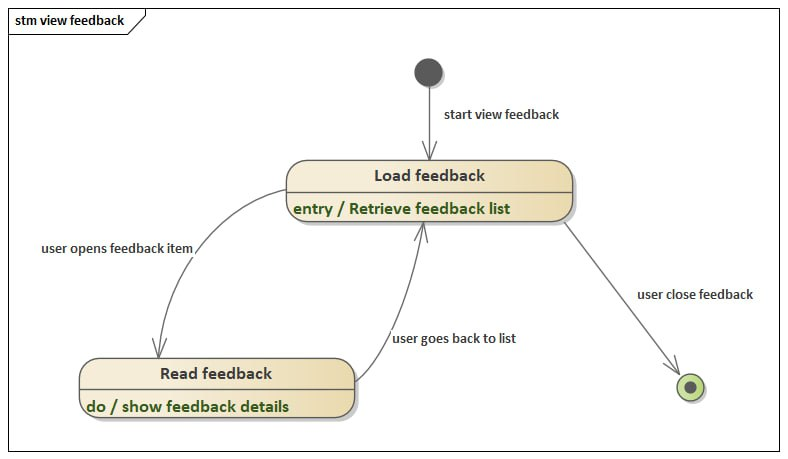 stm view feedback
start view feedback
Load feedback
entry / Retrieve feedback list
user opens feedback item
user close feedback
user goes back to list
Read feedback
do / show feedback details